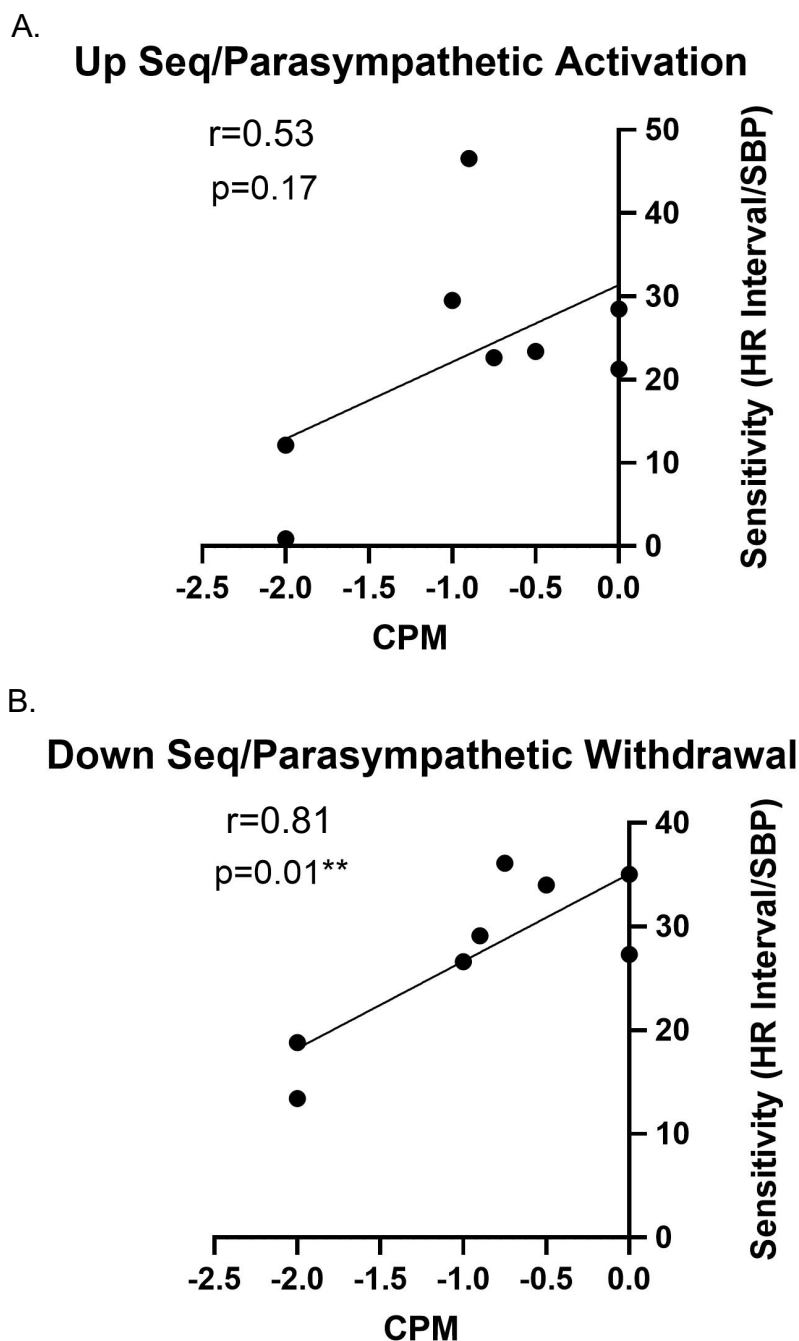 A.
Up Seq/Parasympathetic Activation
r=0.53
p=0.17
50
40
30
20
10
0
Sensitivity (HR Interval/SBP)
-2.5 -2.0 -1.5 -1.0 -0.5 0.0
CPM
B.
Down Seq/Parasympathetic Withdrawal
r=0.81
p=0.01**
40
30
20
10
0
Sensitivity (HR Interval/SBP)
-2.5 -2.0 -1.5 -1.0 -0.5 0.0
CPM